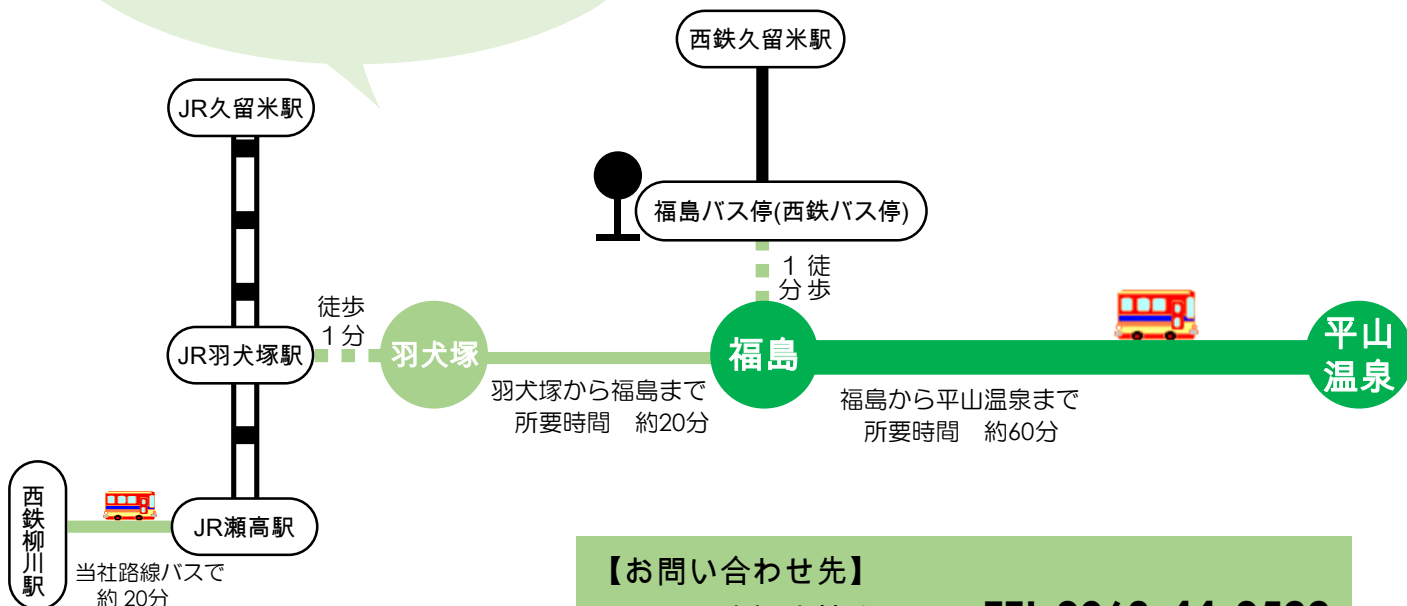 西鉄久留米駅
JR久留米駅
福島バス停(西鉄バス停)
徒歩
1分
徒歩
1分
JR羽犬塚駅
羽犬塚
福島
平山
温泉
羽犬塚から福島まで
所要時間 約20分
福島から平山温泉まで
所要時間 約60分
西鉄柳川駅
JR瀬高駅
当社路線バスで
約 20分
【お問い合わせ先】